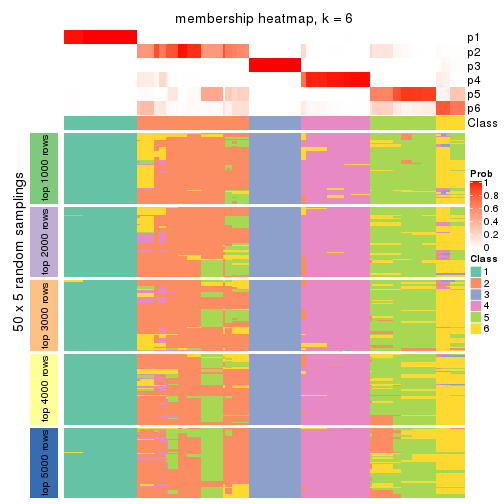 membership heatmap, k = 6
p1
p2
p3
p4
p5
p6
Class
50 x 5 random samplings
top 1000 rows
top 2000 rows
top 3000 rows
top 4000 rows
top 5000 rows
Prob
1
0.8
0.6
0.4
0.2
0
Class
1
2
3
4
5
6